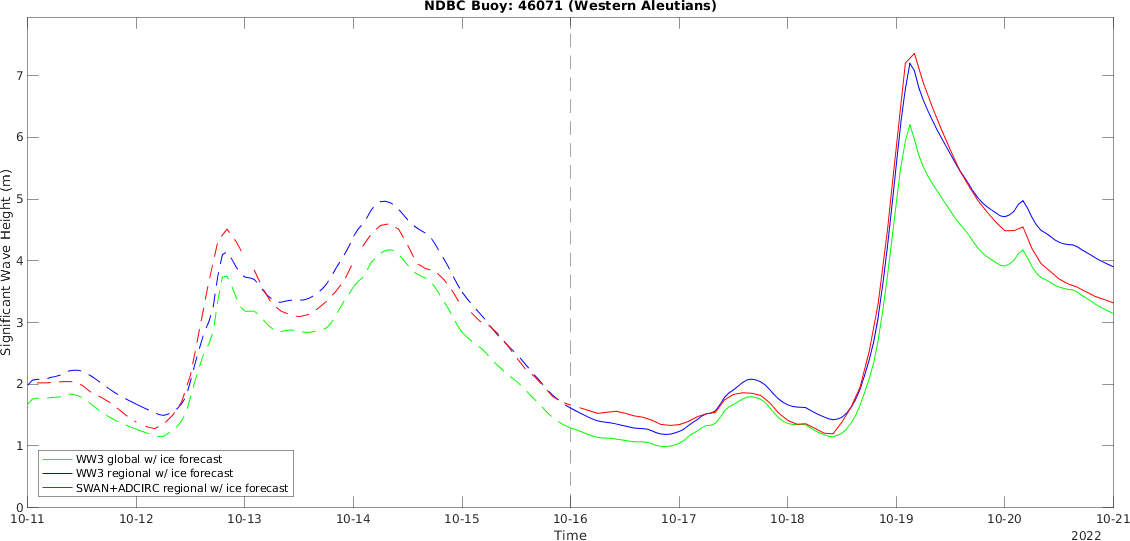 NDBC Buoy: 46071 (Western Aleutians)
Significant Wave Height (m)
7
6
5
4
3
2
1
0
WW3 global w/ ice forecast
WW3 regional w/ ice forecast
SWAN+ADCIRC regional w/ ice forecast
10-11 10-12 10-13 10-14 10-15 10-16 10-17 10-18 10-19 10-20 10-21
Time
2022